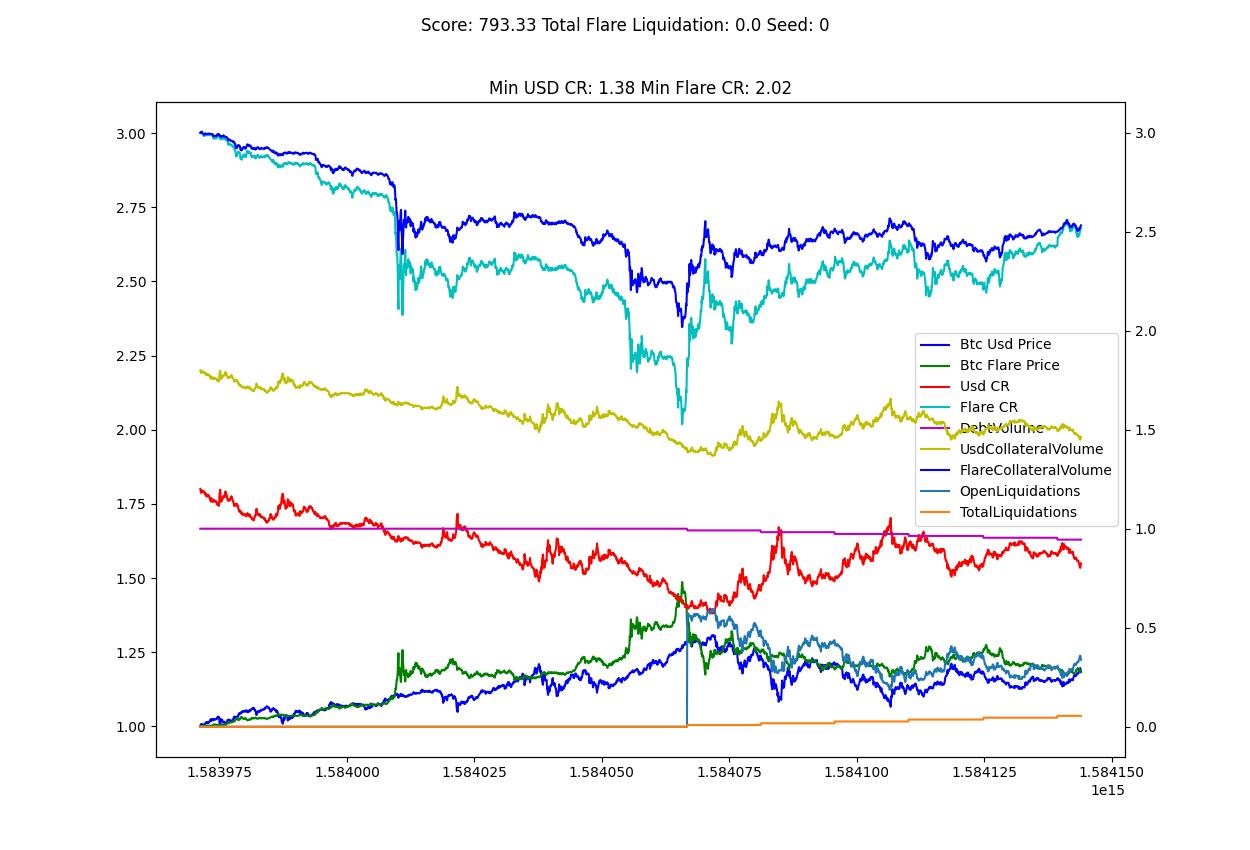 Score: 793.33 Total Flare Liquidation: 0.0 Seed: 0
Min USD CR: 1.38 Min Flare CR: 2.02
3.00
2.75
2.50
2.25
2.00
1.75
1.50
1.25
1.00
3.0
2.5
2.0
1.5
1.0
0.5
0.0
Btc Usd Price
Btc Flare Price
Usd CR
Flare CR
DebtVolume
UsdCollateralVolume
FlareCollateralVolume
OpenLiquidations
TotalLiquidations
1.583975 1.584000 1.584025 1.584050 1.584075 1.584100 1.584125 1.584150
1e15